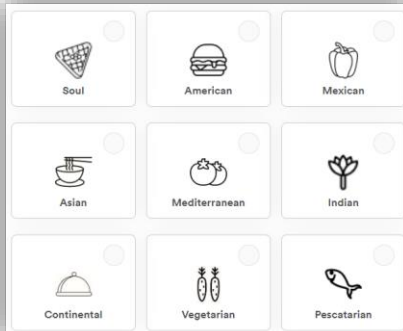 Soul
American
Mexican
Asian
Mediterranean
Indian
Continental
Vegetarian
Pescatarian